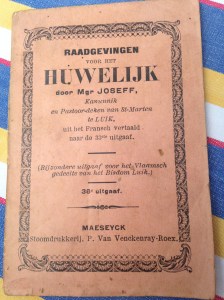 RAADGEVINGEN
VOOR HET
HUWELIJK
door Mgr JOSEFF,
Kanunnik
en Pastoor-deken van St-Marten
te LUIK,
uit het Fransch vertaald
naar de 33ste uitgaaf.
(Bijzondere uitgaaf voor het Vlaamsch
gedeelte van het Bisdom Luik.)
38e uitgaaf.
MAESEYCK
Stoomdrukkerij, Pr. Van Venckenray-Roex.